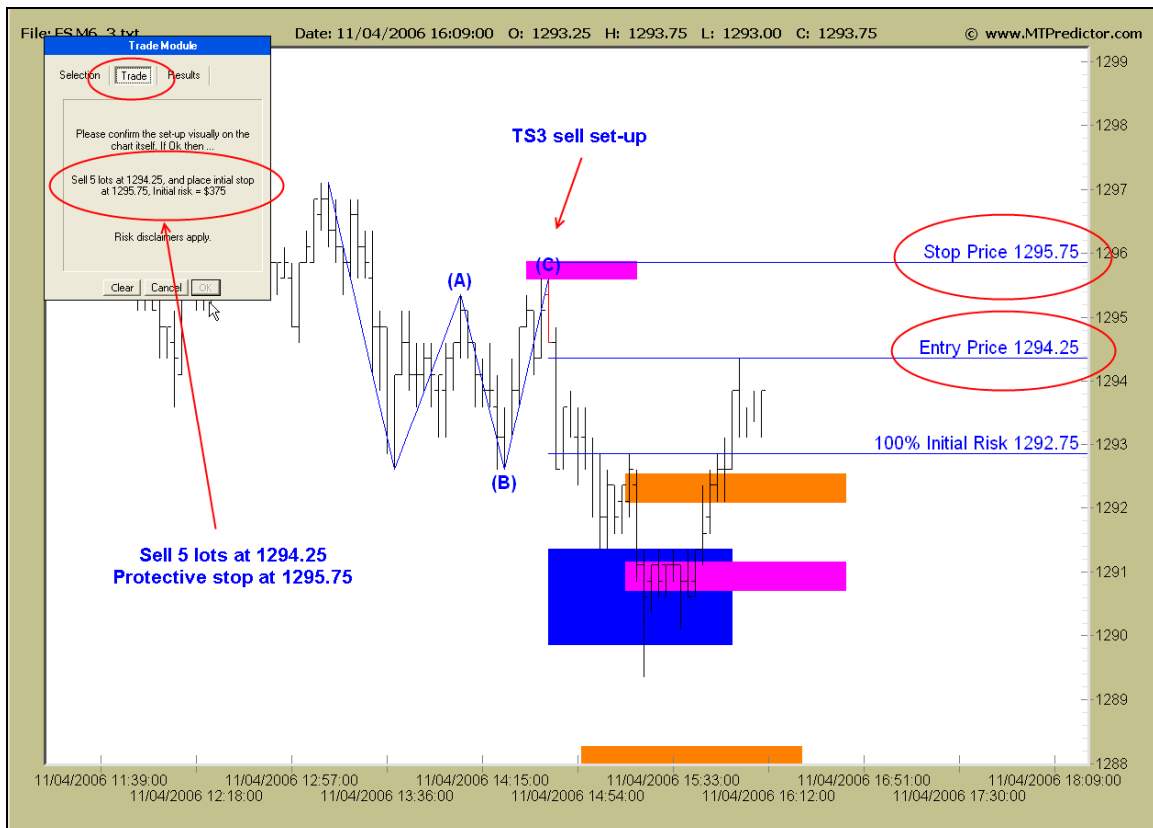 File: ES M6_3.txt
Date: 11/04/2006 16:09:00 O: 1293.25 H: 1293.75 L: 1293.00 C: 1293.75
© www.MTPredictor.com
Trade Module
Selection Trade Results
Please confirm the set-up visually on the
chart itself. If Ok then ...
Sell 5 lots at 1294.25, and place intial stop
at 1295.75, Initial risk = $375
Risk disclaimers apply.
Clear Cancel OK
TS3 sell set-up
(A)
(B)
(C)
Stop Price 1295.75
Entry Price 1294.25
100% Initial Risk 1292.75
Sell 5 lots at 1294.25
Protective stop at 1295.75
1299
1298
1297
1296
1295
1294
1293
1292
1291
1290
1289
1288
11/04/2006 11:39:00 11/04/2006 12:57:00 11/04/2006 14:15:00 11/04/2006 15:33:00 11/04/2006 16:51:00 11/04/2006 18:09:00
11/04/2006 12:18:00 11/04/2006 13:36:00 11/04/2006 14:54:00 11/04/2006 16:12:00 11/04/2006 17:30:00